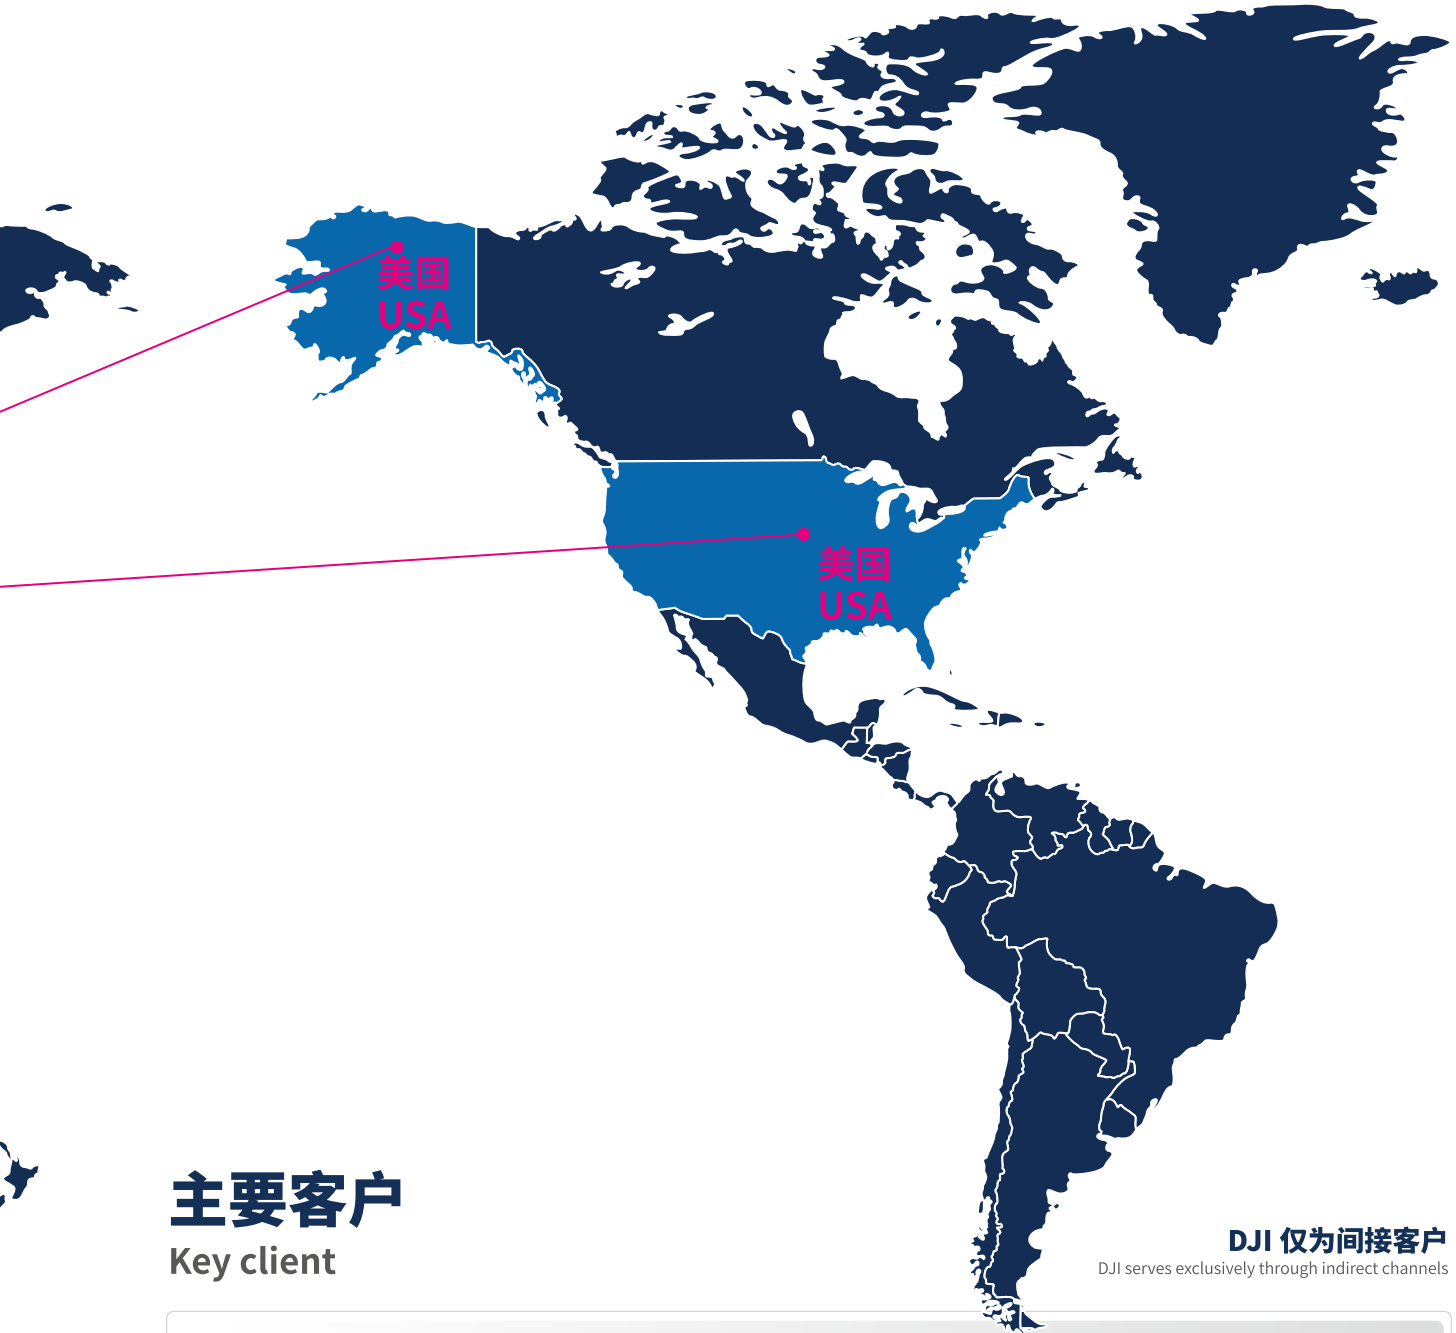 美国
USA
美国
USA
主要客户
Key client
DJI 仅为间接客户
DJI serves exclusively through indirect channels